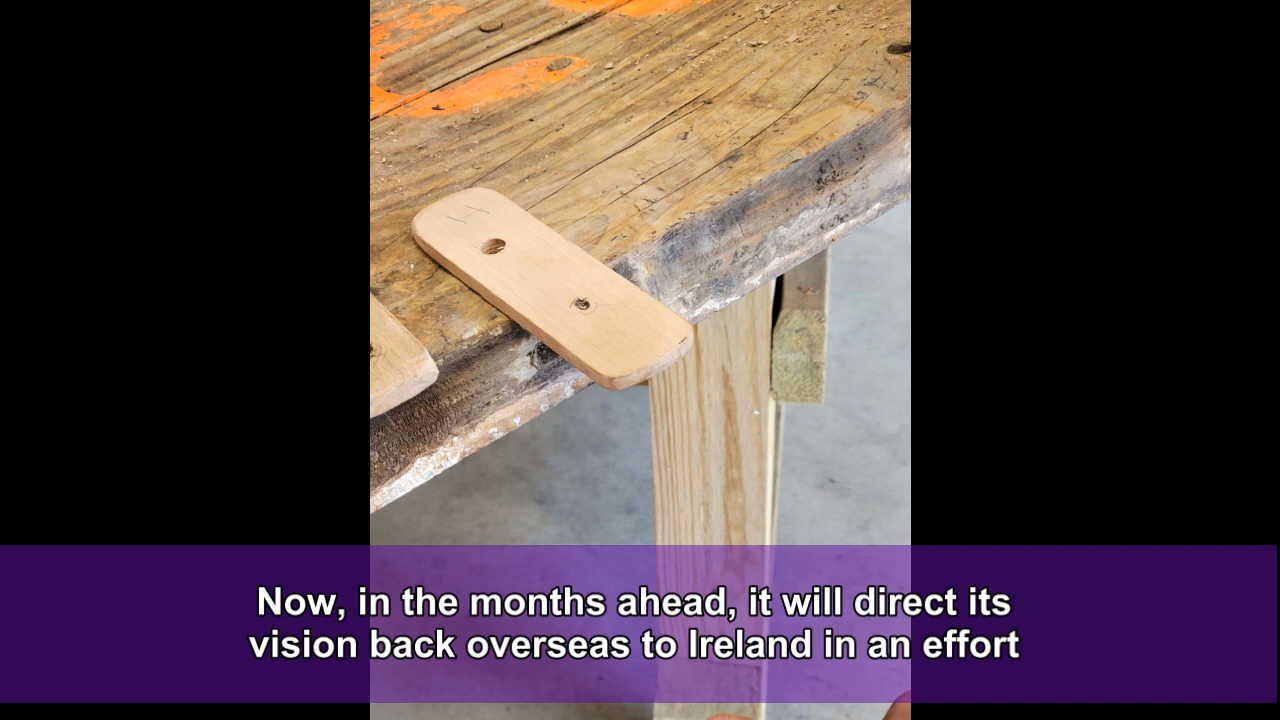 H
Now, in the months ahead, it will direct its
vision back overseas to Ireland in an effort